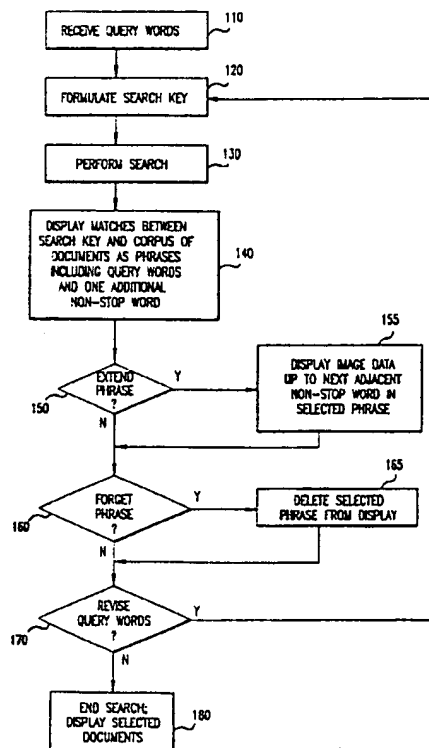 RECEIVE QUERY WORDS
110
FORMULATE SEARCH KEY
120
PERFORM SEARCH
130
DISPLAY MATCHES BETWEEN
SEARCH KEY AND CORPUS OF
DOCUMENTS AS PHRASES
INCLUDING QUERY WORDS
AND ONE ADDITIONAL
NON-STOP WORD
140
EXTEND
PHRASE
?
150
Y
N
155
DISPLAY IMAGE DATA
UP TO NEXT ADJACENT
NON-STOP WORD IN
SELECTED PHRASE
FORGET
PHRASE
?
160
Y
N
165
DELETE SELECTED
PHRASE FROM DISPLAY
REVISE
QUERY WORDS
?
170
Y
N
END SEARCH;
DISPLAY SELECTED
DOCUMENTS
180